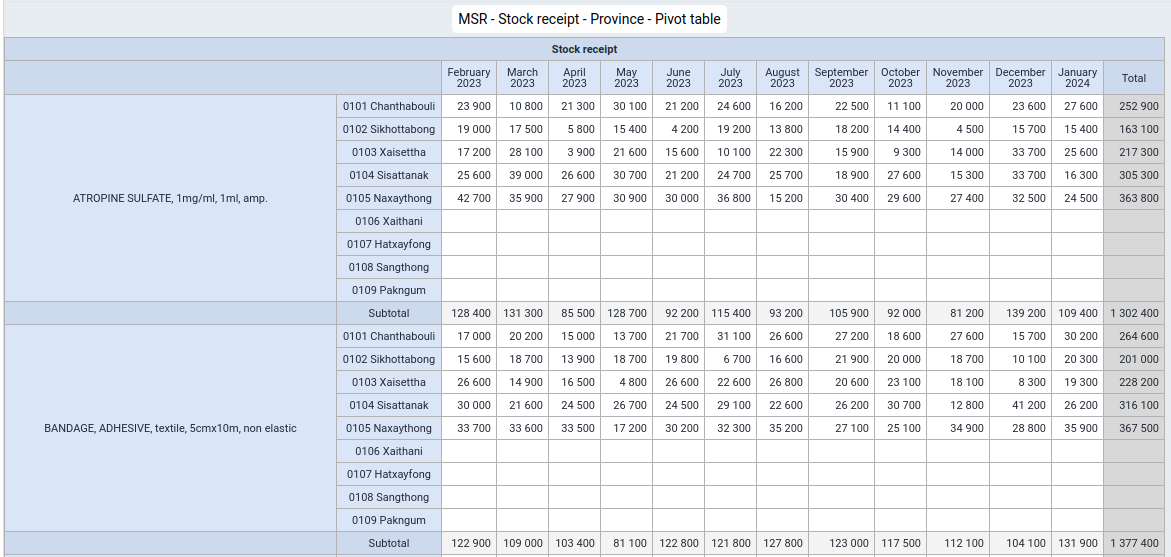 MSR - Stock receipt - Province - Pivot table
Stock receipt
February 2023 March 2023 April 2023 May 2023 June 2023 July 2023 August 2023 September 2023 October 2023 November 2023 December 2023 January 2024 Total
0101 Chanthabouli 23 900 10 800 21 300 30 100 21 200 24 600 16 200 22 500 11 100 20 000 23 600 27 600 252 900
0102 Sikhottabong 19 000 17 500 5 800 15 400 4 200 19 200 13 800 18 200 14 400 4 500 15 700 15 400 163 100
0103 Xaisettha 17 200 28 100 3 900 21 600 15 600 10 100 22 300 15 900 9 300 14 000 33 700 25 600 217 300
0104 Sisattanak 25 600 39 000 26 600 30 700 21 200 24 700 25 700 18 900 27 600 15 300 33 700 16 300 305 300
ATROPINE SULFATE, 1mg/ml, 1ml, amp. 0105 Naxaythong 42 700 35 900 27 900 30 900 30 000 36 800 15 200 30 400 29 600 27 400 32 500 24 500 363 800
0106 Xaithani
0107 Hatxayfong
0108 Sangthong
0109 Pakngum
Subtotal 128 400 131 300 85 500 128 700 92 200 115 400 93 200 105 900 92 000 81 200 139 200 109 400 1 302 400
0101 Chanthabouli 17 000 20 200 15 000 13 700 21 700 31 100 26 600 27 200 18 600 27 600 15 700 30 200 264 600
0102 Sikhottabong 15 600 18 700 13 900 18 700 19 800 6 700 16 600 21 900 20 000 18 700 10 100 20 300 201 000
0103 Xaisettha 26 600 14 900 16 500 4 800 26 600 22 600 26 800 20 600 23 100 18 100 8 300 19 300 228 200
0104 Sisattanak 30 000 21 600 24 500 26 700 24 500 29 100 22 600 26 200 30 700 12 800 41 200 26 200 316 100
BANDAGE, ADHESIVE, textile, 5cmx10m, non elastic 0105 Naxaythong 33 700 33 600 33 500 17 200 30 200 32 300 35 200 27 100 25 100 34 900 28 800 35 900 367 500
0106 Xaithani
0107 Hatxayfong
0108 Sangthong
0109 Pakngum
Subtotal 122 900 109 000 103 400 81 100 122 800 121 800 127 800 123 000 117 500 112 100 104 100 131 900 1 377 400